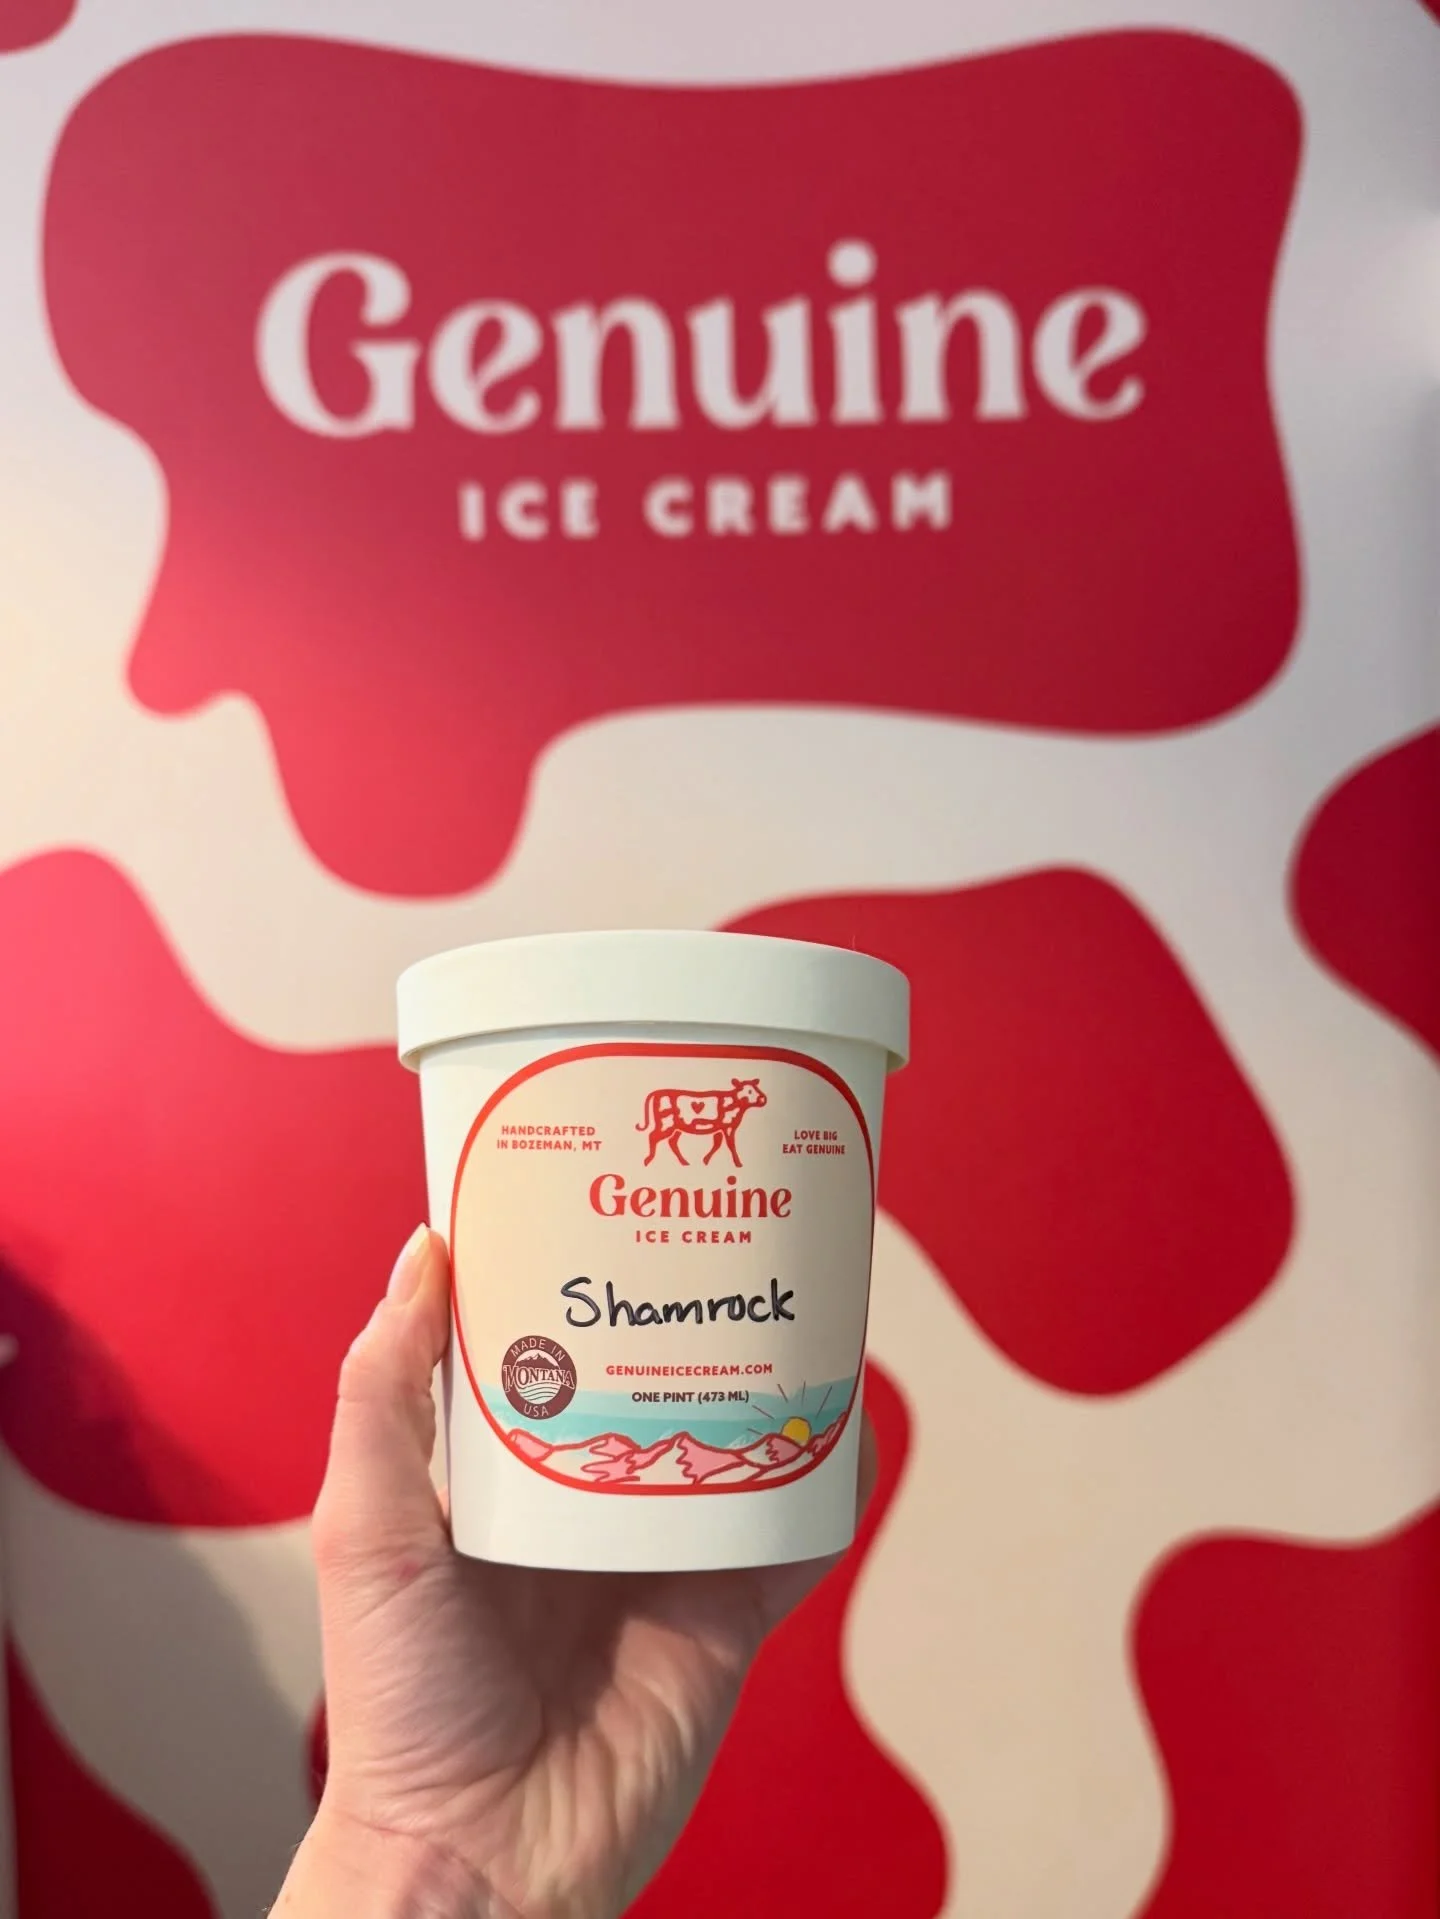 Genuine
ICE CREAM
HANDCRAFTED
IN BOZEMAN, MT
LOVE BIG
EAT GENUINE
Genuine
ICE CREAM
Shamrock
MADE IN
MONTANA
USA
GENUINEICECREAM.COM
ONE PINT (473 ML)